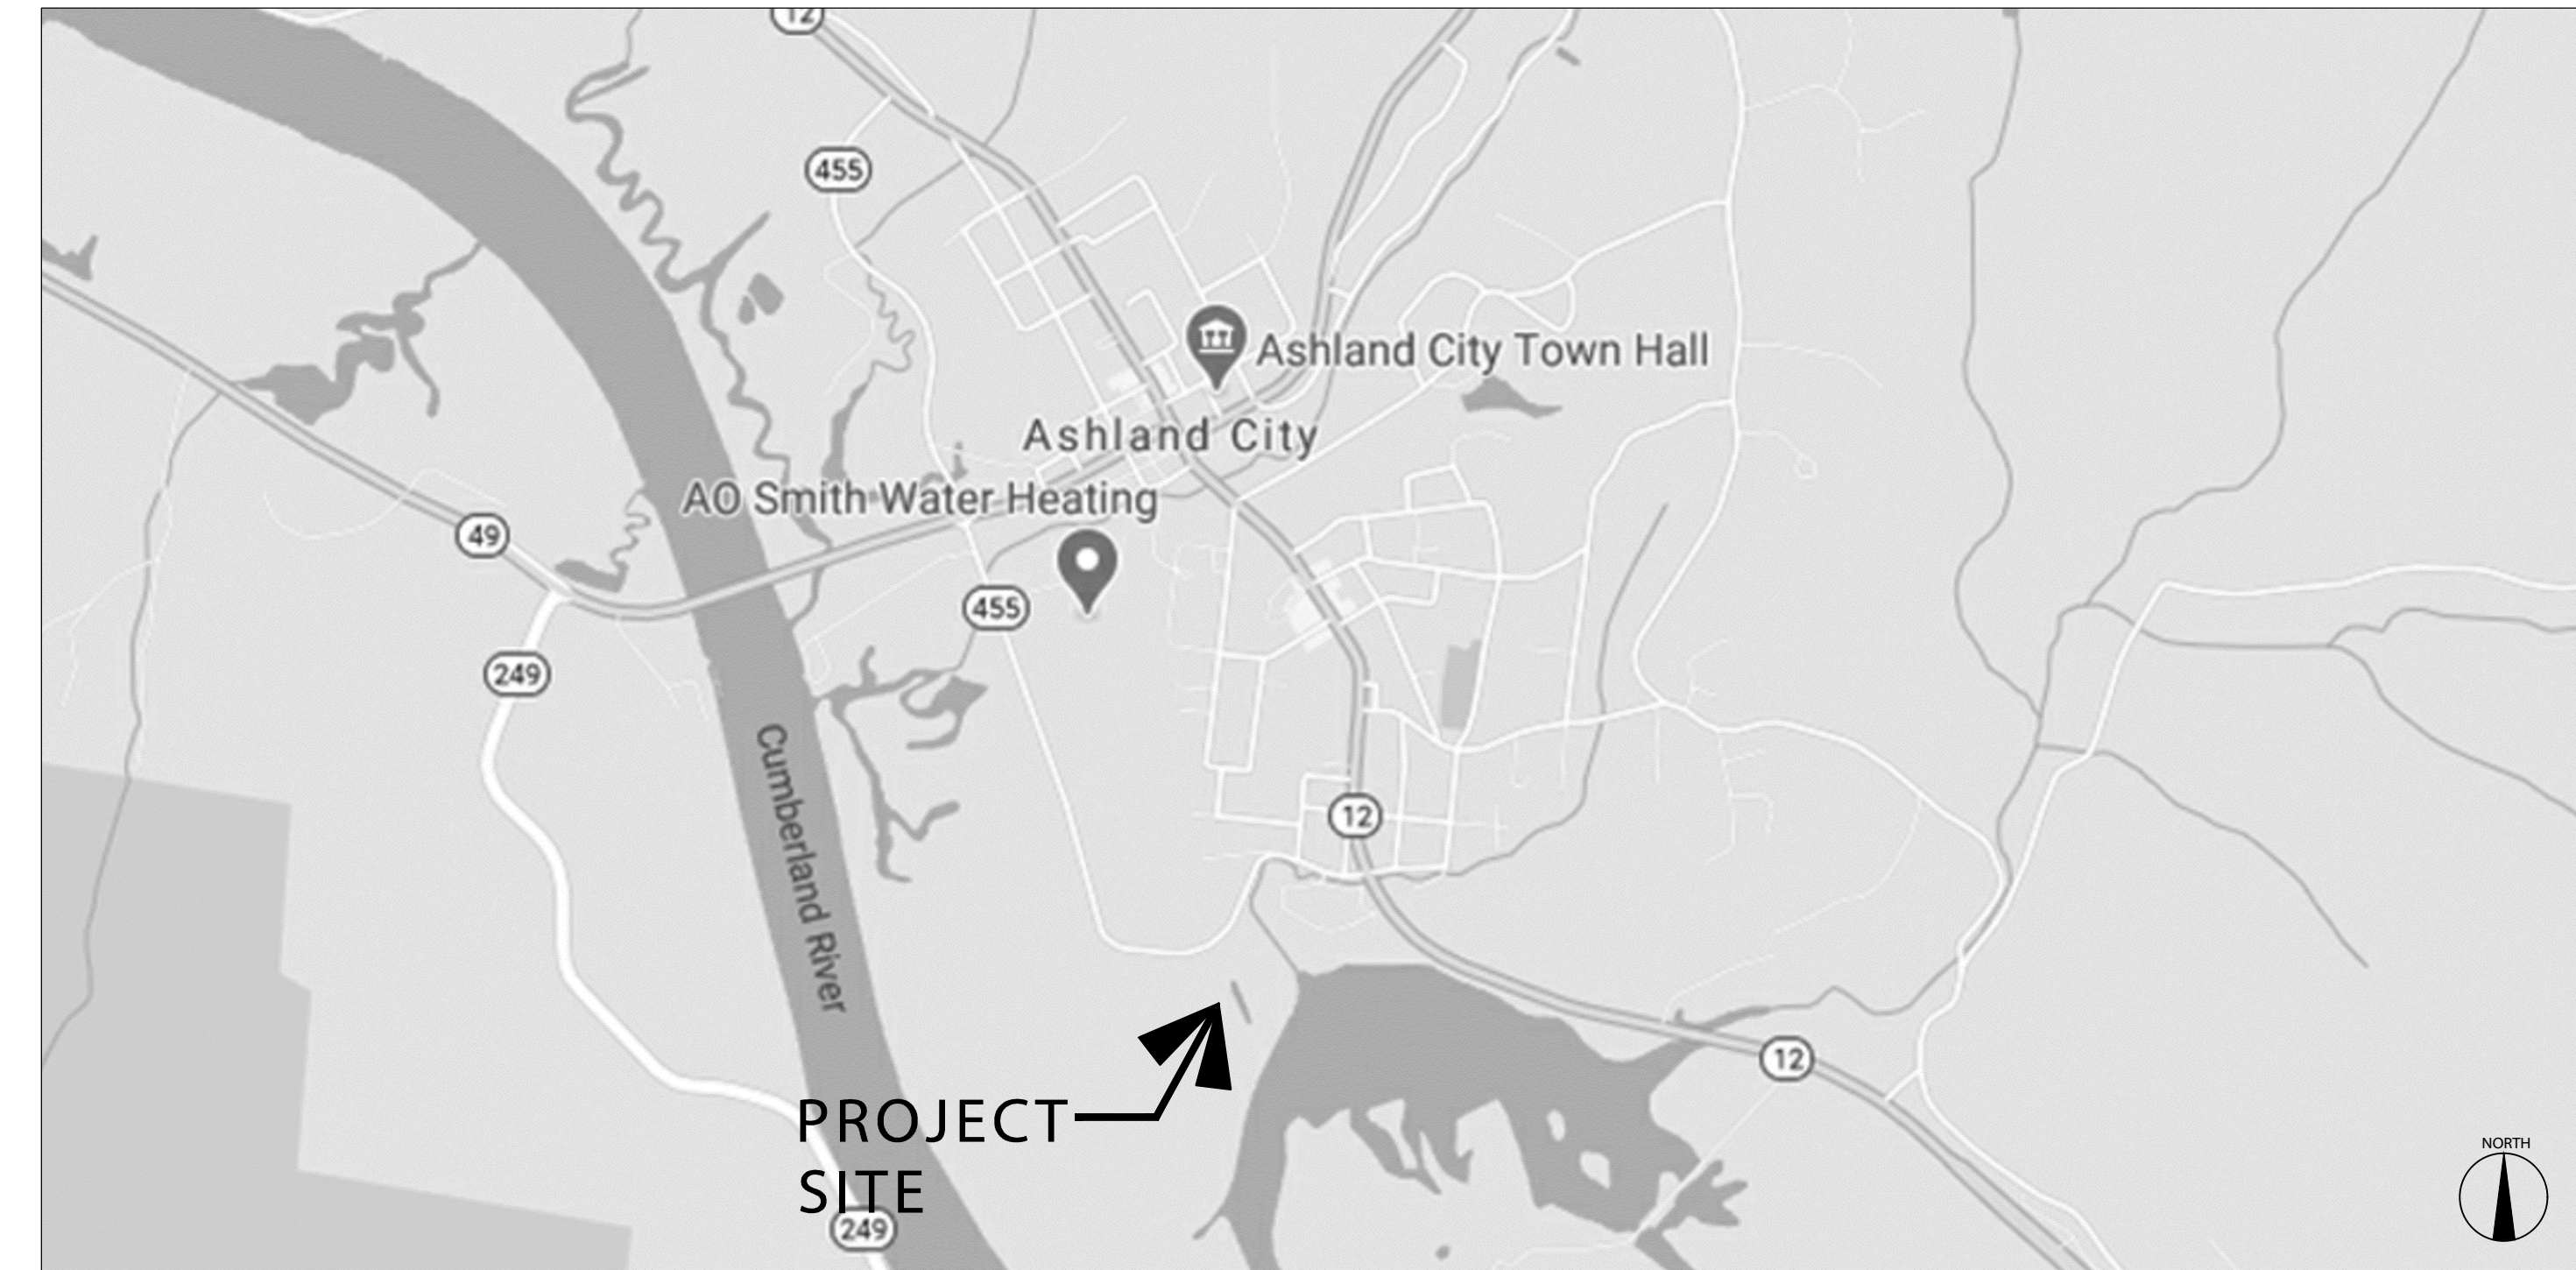 12
455
Ashland City Town Hall
Ashland City
AO Smith Water Heating
49
455
249
Cumberland River
12
12
PROJECT
SITE
NORTH
249